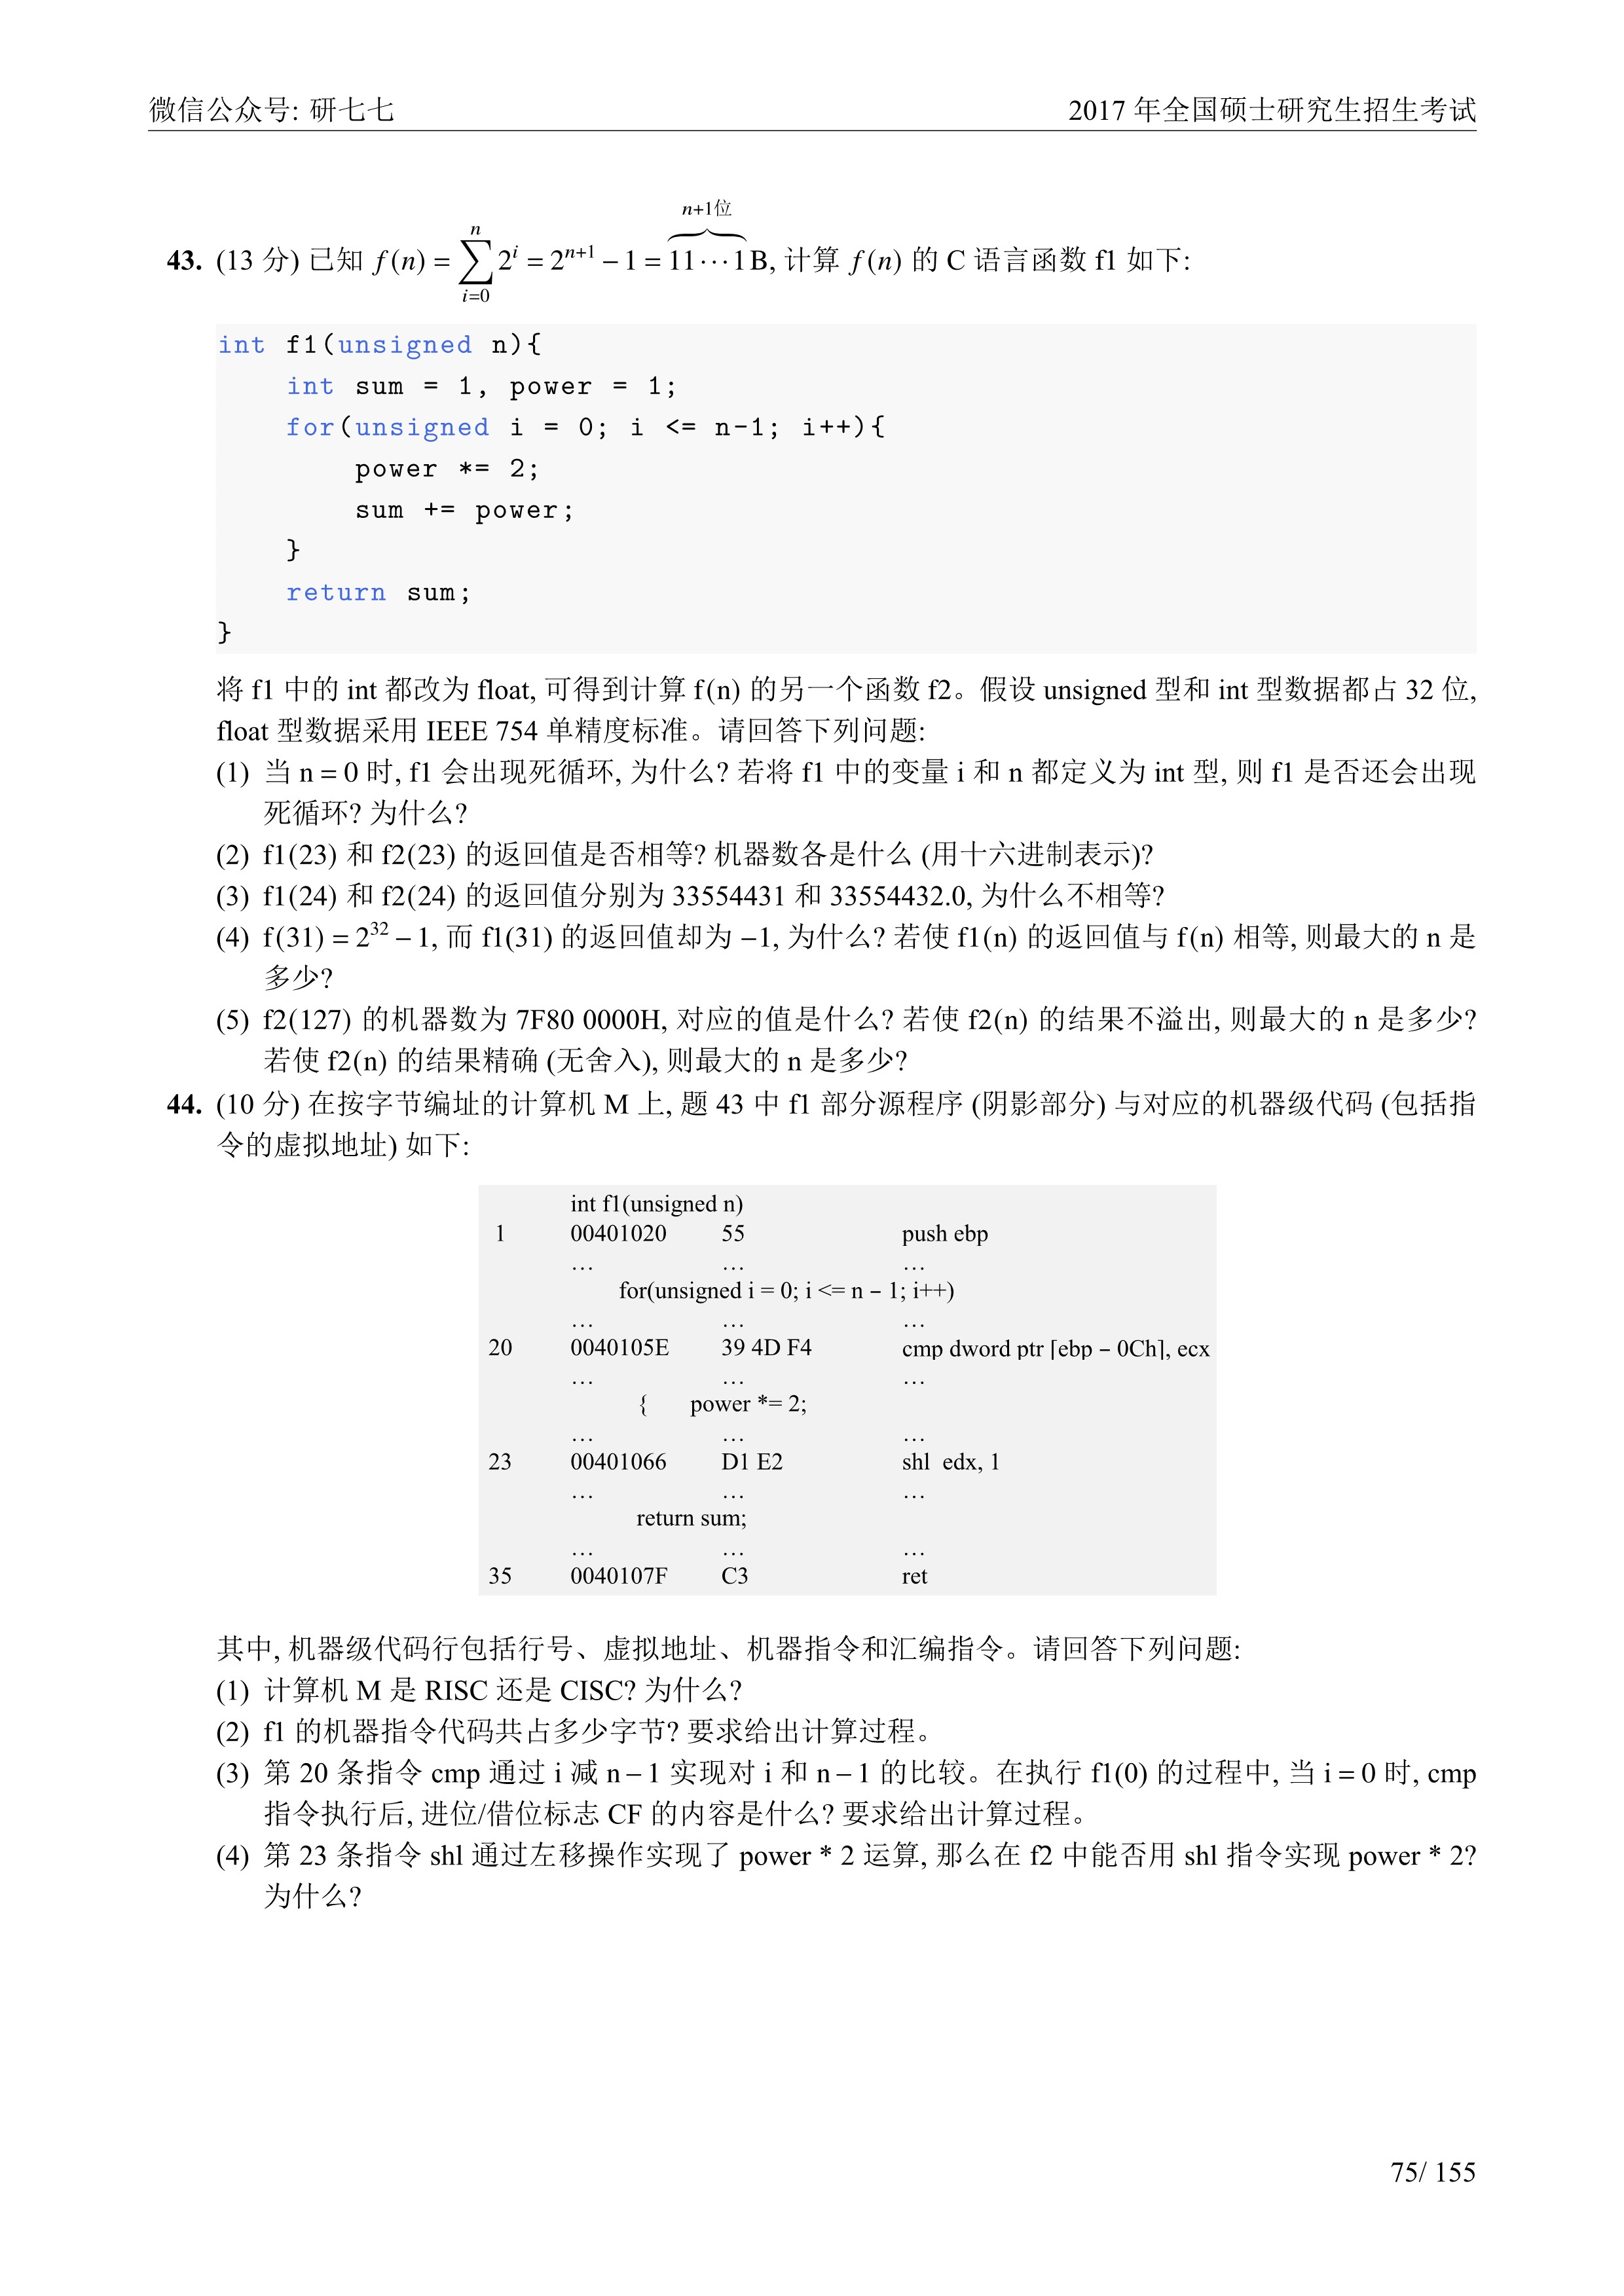 微信公众号: 研七七
2017 年全国硕士研究生招生考试
43. (13 分) 已知 f(n) = ∑_{i=0}^{n} 2^i = 2^{n+1} − 1 = \overbrace{11⋯1}^{n+1位} B, 计算 f(n) 的 C 语言函数 f1 如下:
int f1(unsigned n){
    int sum = 1, power = 1;
    for(unsigned i = 0; i <= n-1; i++){
        power *= 2;
        sum += power;
    }
    return sum;
}
将 f1 中的 int 都改为 float, 可得到计算 f(n) 的另一个函数 f2。假设 unsigned 型和 int 型数据都占 32 位,
float 型数据采用 IEEE 754 单精度标准。请回答下列问题:
(1) 当 n = 0 时, f1 会出现死循环, 为什么? 若将 f1 中的变量 i 和 n 都定义为 int 型, 则 f1 是否还会出现
死循环? 为什么?
(2) f1(23) 和 f2(23) 的返回值是否相等? 机器数各是什么 (用十六进制表示)?
(3) f1(24) 和 f2(24) 的返回值分别为 33554431 和 33554432.0, 为什么不相等?
(4) f(31) = 2^{32} − 1, 而 f1(31) 的返回值却为 −1, 为什么? 若使 f1(n) 的返回值与 f(n) 相等, 则最大的 n 是
多少?
(5) f2(127) 的机器数为 7F80 0000H, 对应的值是什么? 若使 f2(n) 的结果不溢出, 则最大的 n 是多少?
若使 f2(n) 的结果精确 (无舍入), 则最大的 n 是多少?
44. (10 分) 在按字节编址的计算机 M 上, 题 43 中 f1 部分源程序 (阴影部分) 与对应的机器级代码 (包括指
令的虚拟地址) 如下:
int f1(unsigned n)
1 00401020 55 push ebp
… … …
for(unsigned i = 0; i <= n − 1; i++)
… … …
20 0040105E 39 4D F4 cmp dword ptr [ebp − 0Ch], ecx
… … …
{ power *= 2;
… … …
23 00401066 D1 E2 shl edx, 1
… … …
return sum;
… … …
35 0040107F C3 ret
其中, 机器级代码行包括行号、虚拟地址、机器指令和汇编指令。请回答下列问题:
(1) 计算机 M 是 RISC 还是 CISC? 为什么?
(2) f1 的机器指令代码共占多少字节? 要求给出计算过程。
(3) 第 20 条指令 cmp 通过 i 减 n − 1 实现对 i 和 n − 1 的比较。在执行 f1(0) 的过程中, 当 i = 0 时, cmp
指令执行后, 进位/借位标志 CF 的内容是什么? 要求给出计算过程。
(4) 第 23 条指令 shl 通过左移操作实现了 power * 2 运算, 那么在 f2 中能否用 shl 指令实现 power * 2?
为什么?
75/ 155